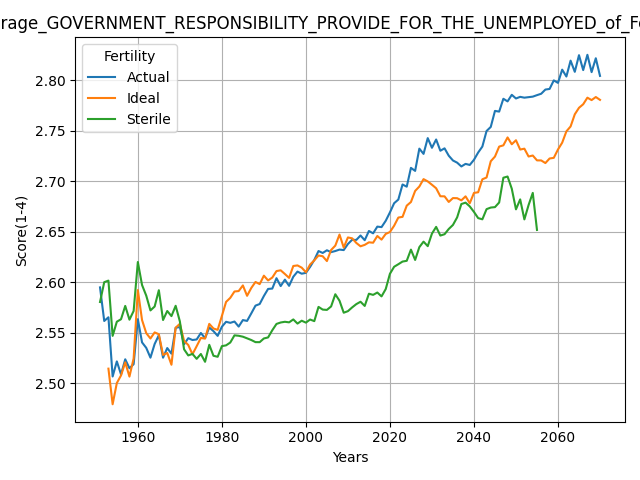 rage_GOVERNMENT_RESPONSIBILITY_PROVIDE_FOR_THE_UNEMPLOYED_of_Fe
Fertility
Actual
Ideal
Sterile
Score(1-4)
2.80
2.75
2.70
2.65
2.60
2.55
2.50
1960 1980 2000 2020 2040 2060
Years